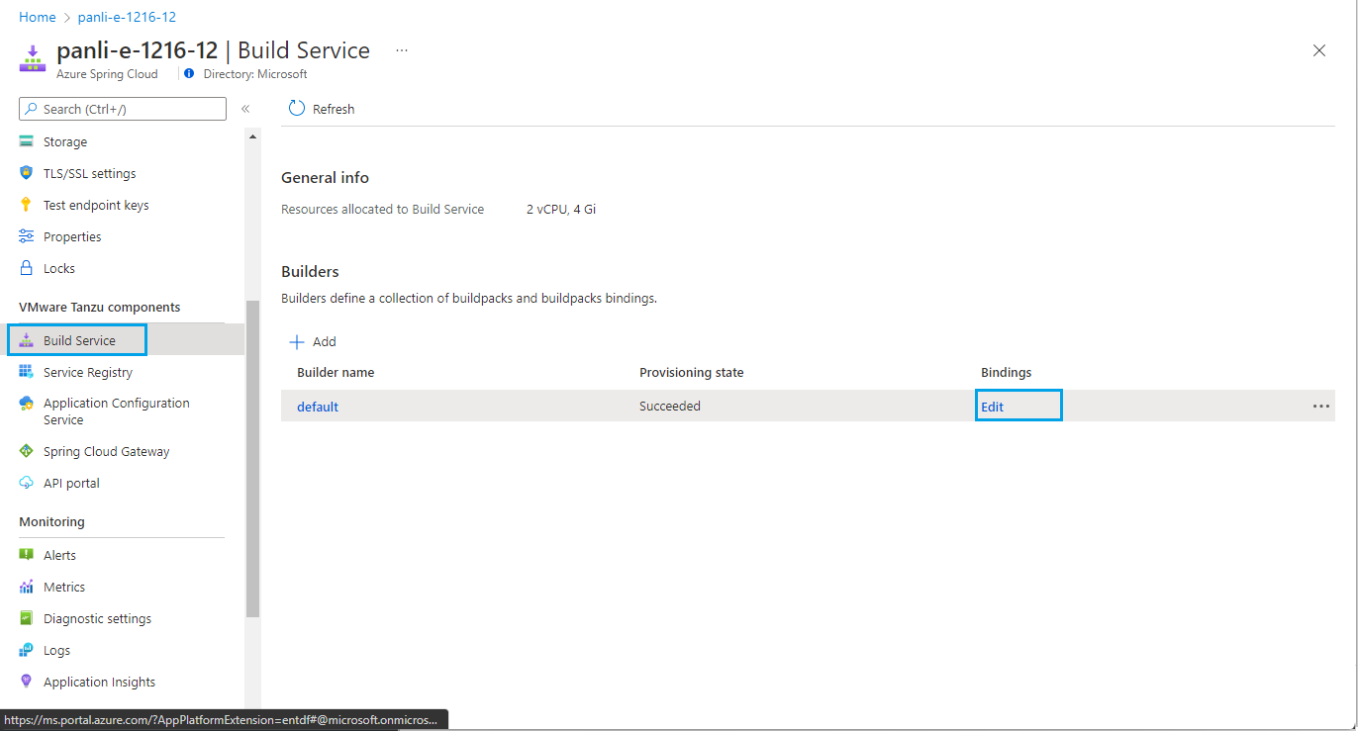 Home > panli-e-1216-12
panli-e-1216-12 | Build Service ...
Azure Spring Cloud | Directory: Microsoft
Search (Ctrl+/)
«
Refresh
Storage
TLS/SSL settings
Test endpoint keys
Properties
Locks
VMware Tanzu components
Build Service
Service Registry
Application Configuration
Service
Spring Cloud Gateway
API portal
Monitoring
Alerts
Metrics
Diagnostic settings
Logs
Application Insights
General info
Resources allocated to Build Service 2 vCPU, 4 Gi
Builders
Builders define a collection of buildpacks and buildpacks bindings.
+ Add
Builder name Provisioning state Bindings
default Succeeded Edit ...
https://ms.portal.azure.com/?AppPlatformExtension=entdf#@microsoft.onmicros...